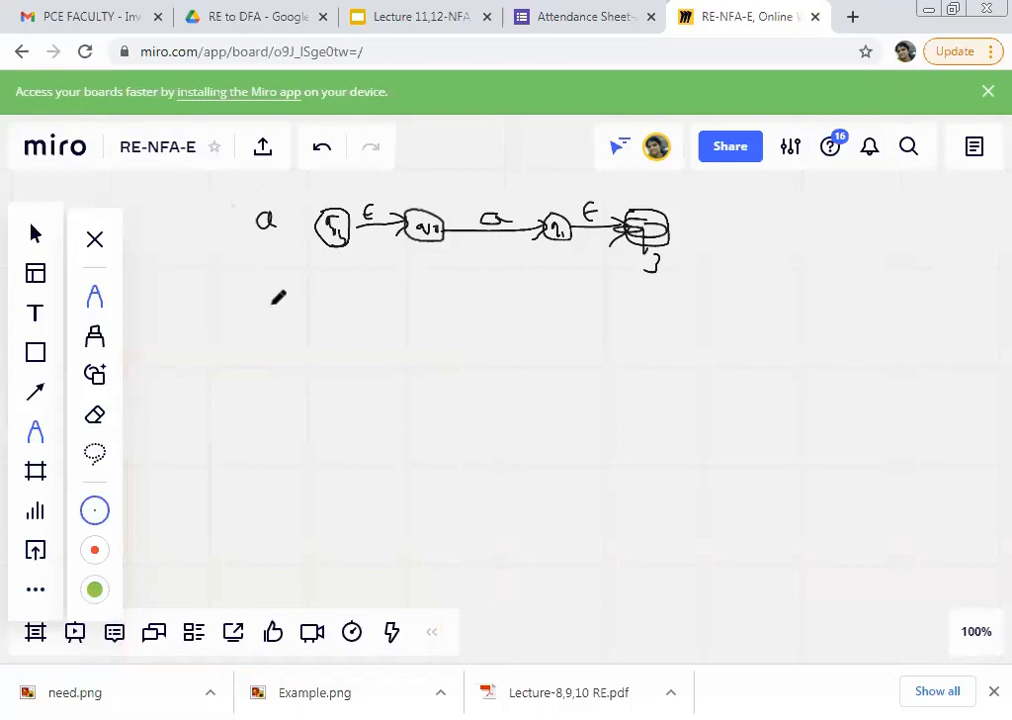 PCE FACULTY - Inv
RE to DFA - Google
Lecture 11,12-NFA
Attendance Sheet-
RE-NFA-E, Online W
miro.com/app/board/o9J_lSge0tw=/
Update
Access your boards faster by installing the Miro app on your device.
miro
RE-NFA-E
16
Share
a
ε
a
ε
100%
need.png
Example.png
Lecture-8,9,10 RE.pdf
Show all